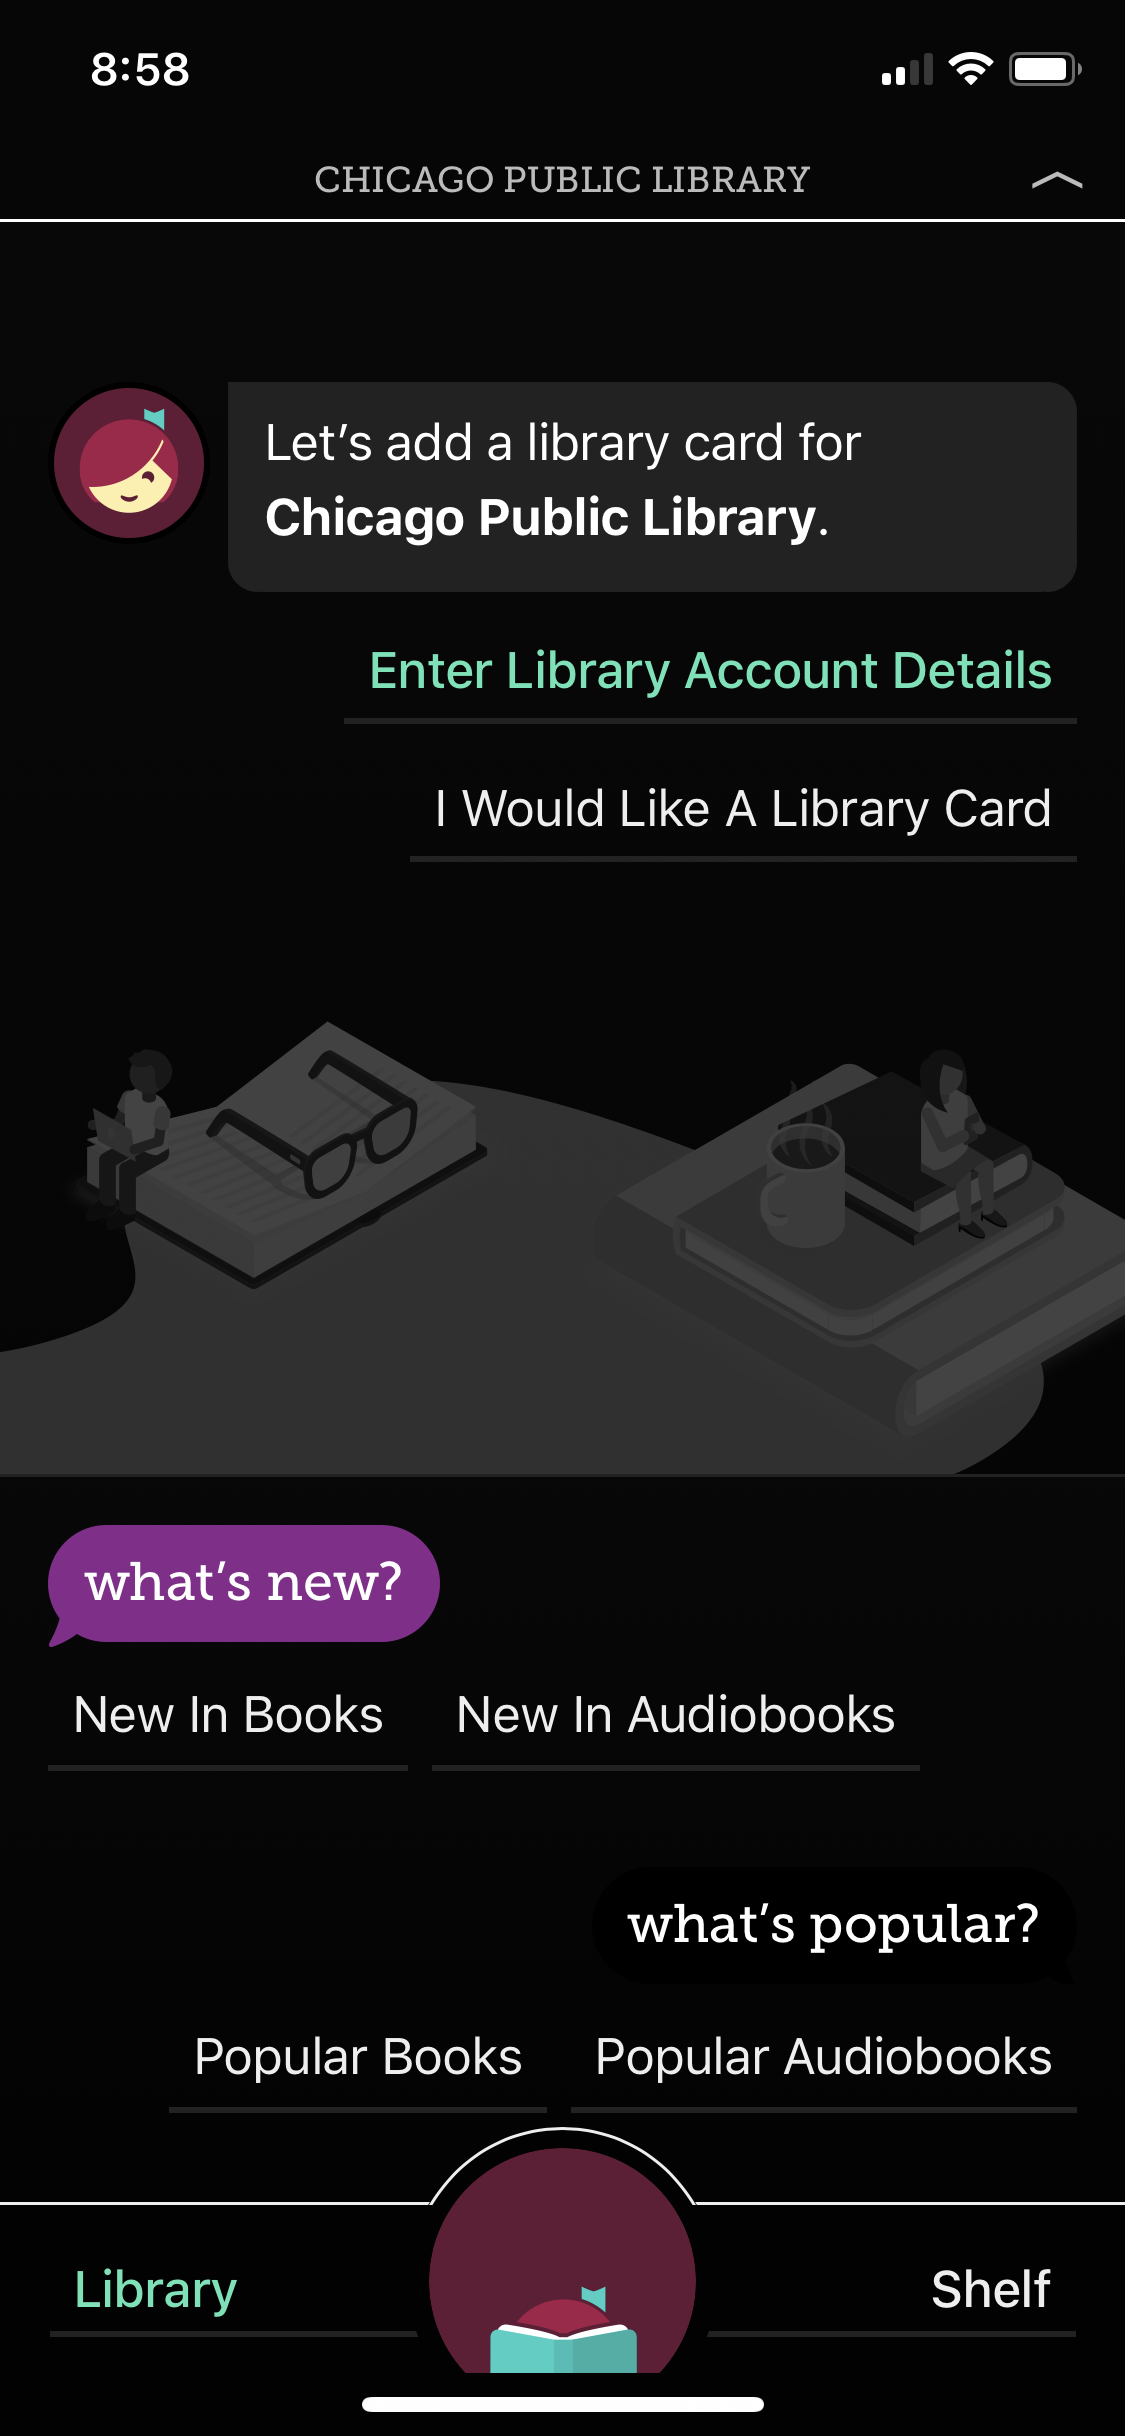 8:58
CHICAGO PUBLIC LIBRARY
Let’s add a library card for
Chicago Public Library.
Enter Library Account Details
I Would Like A Library Card
what’s new?
New In Books
New In Audiobooks
what’s popular?
Popular Books
Popular Audiobooks
Library
Shelf